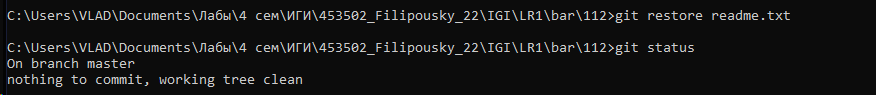 C:\Users\VLAD\Documents\Лабы\4 сем\ИГИ\453502_Filipousky_22\IGI\LR1\bar\112>git restore readme.txt
C:\Users\VLAD\Documents\Лабы\4 сем\ИГИ\453502_Filipousky_22\IGI\LR1\bar\112>git status
On branch master
nothing to commit, working tree clean